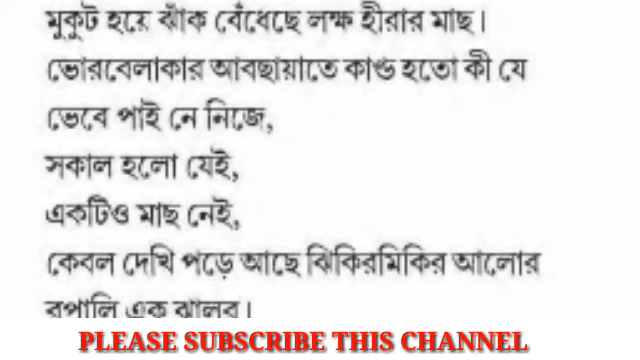 মুকুট হয়ে ঝাঁক বেঁধেছে লক্ষ হীরার মাছ।
ভোরবেলাকার আবছায়াতে কাণ্ড হতো কী যে
ভেবে পাই নে নিজে,
সকাল হলো যেই,
একটিও মাছ নেই,
কেবল দেখি পড়ে আছে ঝিকিরমিকির আলোর
রুপালি এক ঝালর।
PLEASE SUBSCRIBE THIS CHANNEL